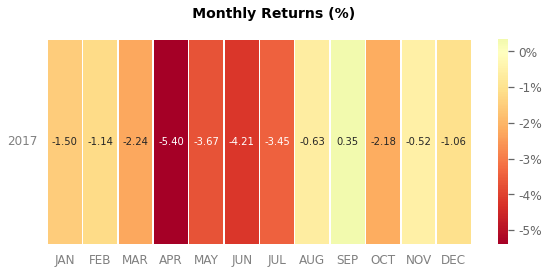 Monthly Returns (%)
2017
-1.50 -1.14 -2.24 -5.40 -3.67 -4.21 -3.45 -0.63 0.35 -2.18 -0.52 -1.06
JAN FEB MAR APR MAY JUN JUL AUG SEP OCT NOV DEC
0%
-1%
-2%
-3%
-4%
-5%